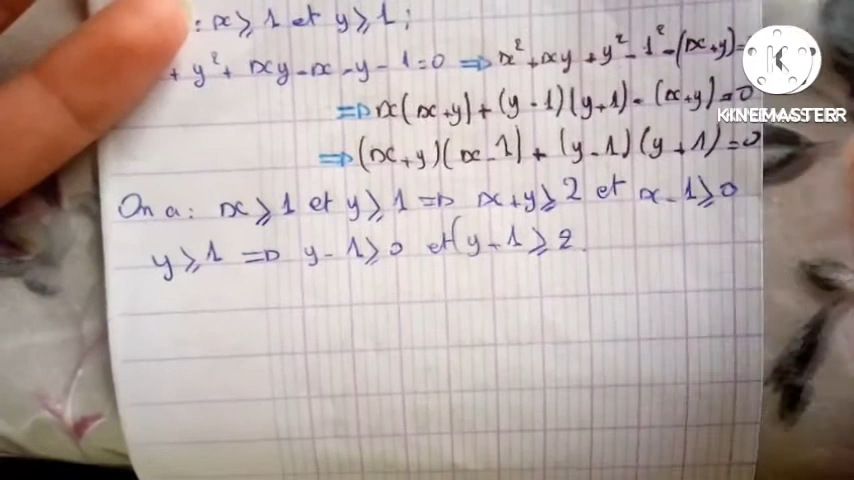 : x ⩾ 1 et y ⩾ 1 ;
+ y² + xy - x - y - 1 = 0 ⇒ x² + xy + y² - 1² - (x+y) =
⇒ x(x+y) + (y-1)(y+1) - (x+y) = 0
⇒ (x+y)(x-1) + (y-1)(y+1) = 0
On a : x ⩾ 1 et y ⩾ 1 ⇒ x+y ⩾ 2 et x-1 ⩾ 0
y ⩾ 1 ⇒ y-1 ⩾ 0 et (y+1 ⩾ 2.
K
KINEMASTER